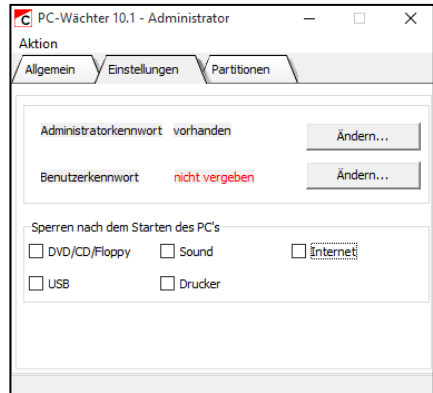 PC-Wächter 10.1 - Administrator
Aktion
Allgemein Einstellungen Partitionen
Administratorkennwort vorhanden Ändern...
Benutzerkennwort nicht vergeben Ändern...
Sperren nach dem Starten des PC's
DVD/CD/Floppy Sound Internet
USB Drucker